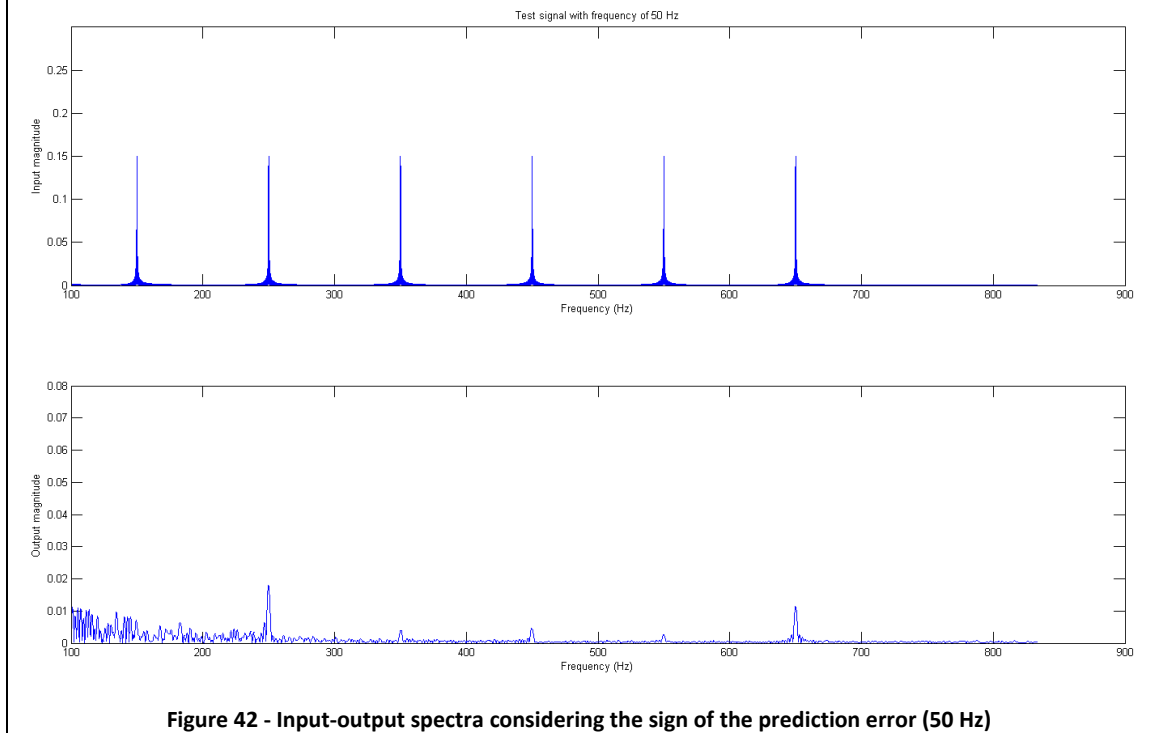 Test signal with frequency of 50 Hz
0.25
0.2
0.15
0.1
0.05
0
Input magnitude
100 200 300 400 500 600 700 800 900
Frequency (Hz)
0.08
0.07
0.06
0.05
0.04
0.03
0.02
0.01
0
Output magnitude
100 200 300 400 500 600 700 800 900
Frequency (Hz)
Figure 42 - Input-output spectra considering the sign of the prediction error (50 Hz)